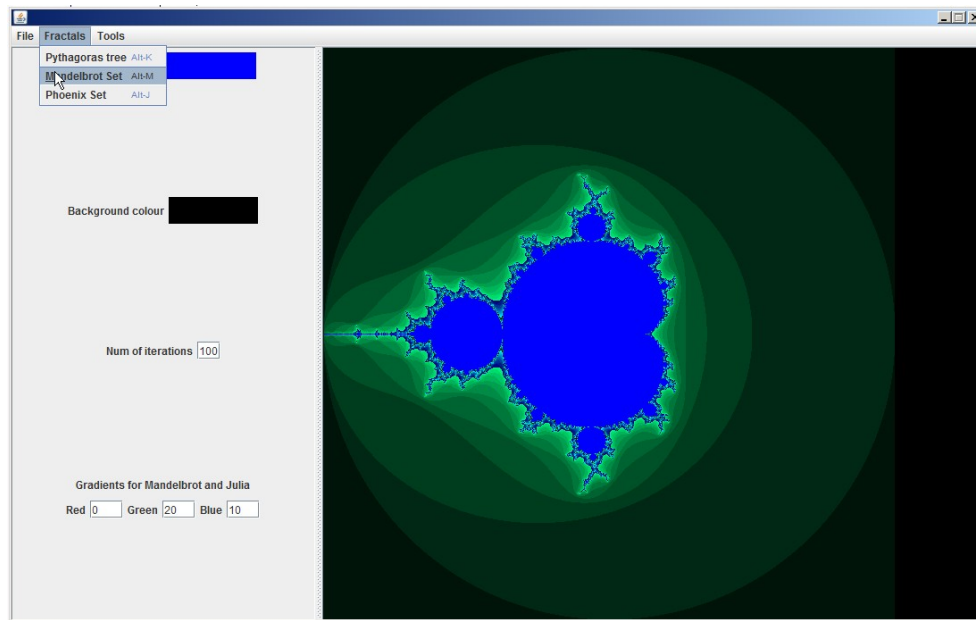 File Fractals Tools
Pythagoras tree Alt-K
Mandelbrot Set Alt-M
Phoenix Set Alt-J
Background colour
Num of iterations 100
Gradients for Mandelbrot and Julia
Red 0 Green 20 Blue 10